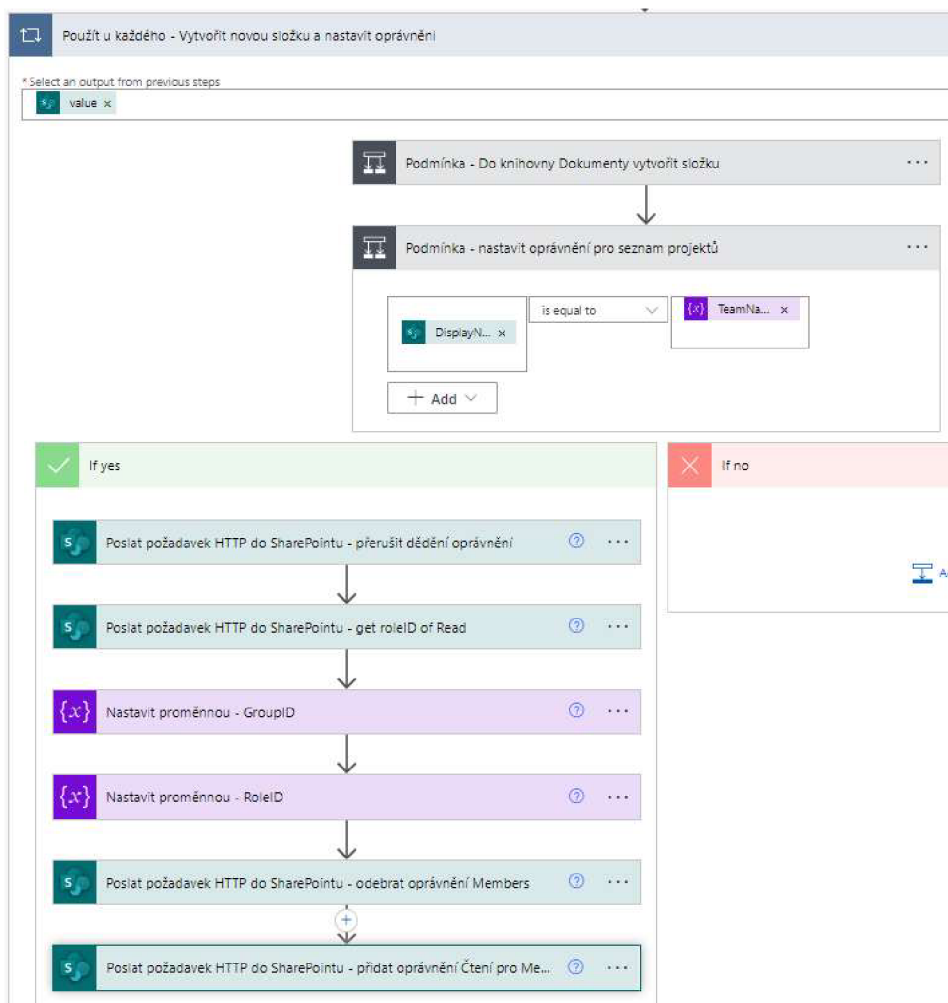 Použít u každého - Vytvořit novou složku a nastavit oprávnění
* Select an output from previous steps
value ×
Podmínka - Do knihovny Dokumenty vytvořit složku
Podmínka - nastavit oprávnění pro seznam projektů
DisplayN... ×
is equal to
TeamNa... ×
+ Add
If yes
If no
Poslat požadavek HTTP do SharePointu - přerušit dědění oprávnění
Poslat požadavek HTTP do SharePointu - get roleID of Read
Nastavit proměnnou - GroupID
Nastavit proměnnou - RoleID
Poslat požadavek HTTP do SharePointu - odebrat oprávnění Members
Poslat požadavek HTTP do SharePointu - přidat oprávnění Čtení pro Me...